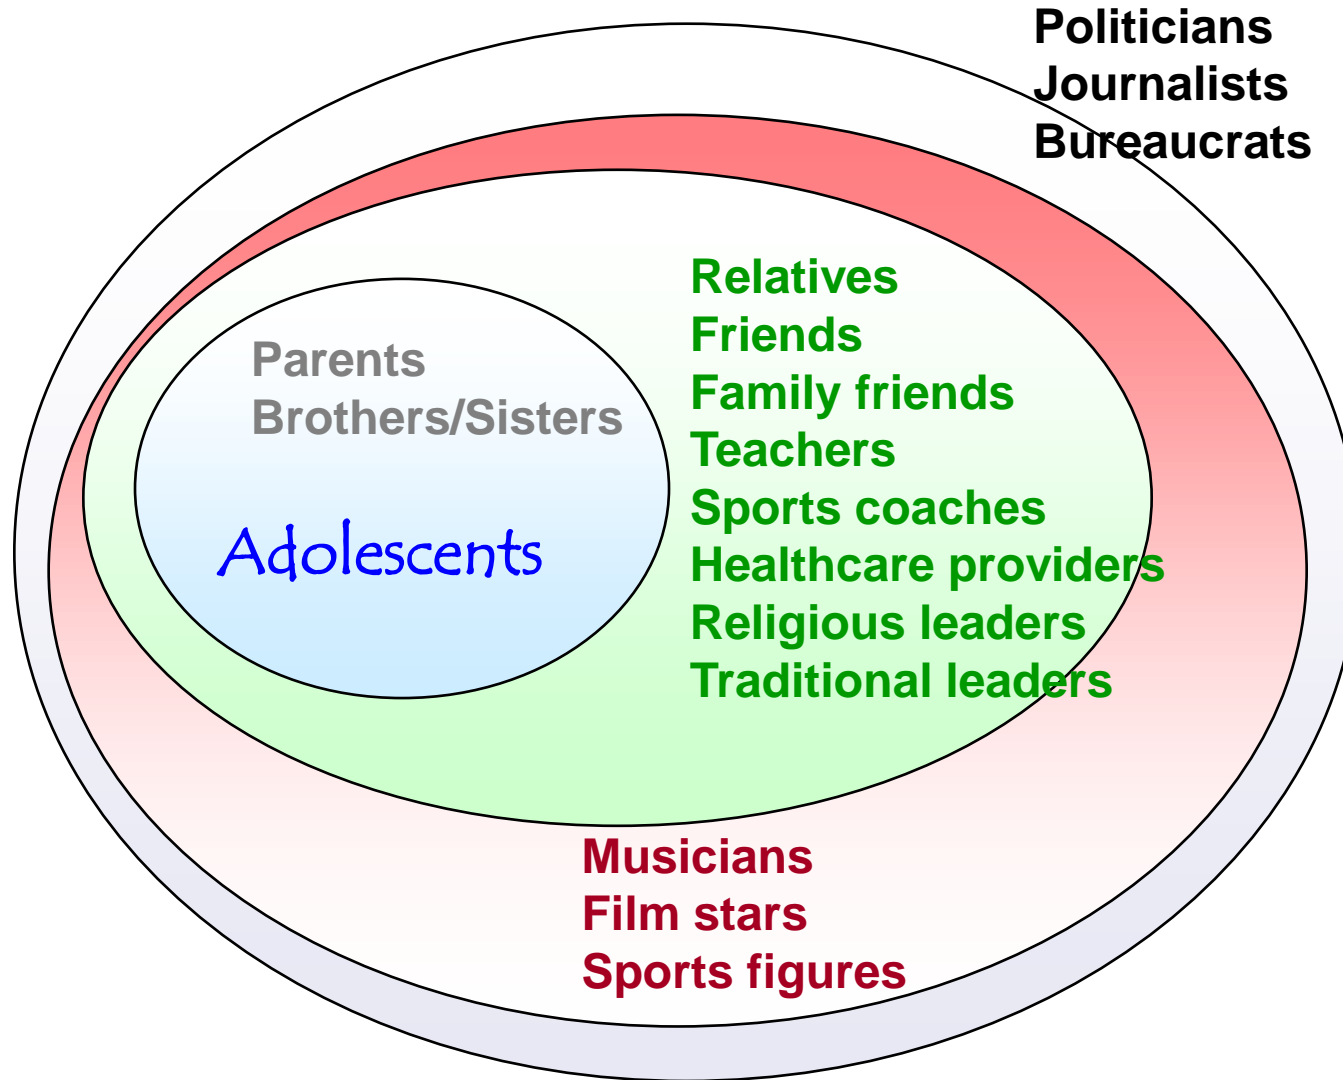 Politicians
Journalists
Bureaucrats
Relatives
Friends
Family friends
Teachers
Sports coaches
Healthcare providers
Religious leaders
Traditional leaders
Parents
Brothers/Sisters
Adolescents
Musicians
Film stars
Sports figures